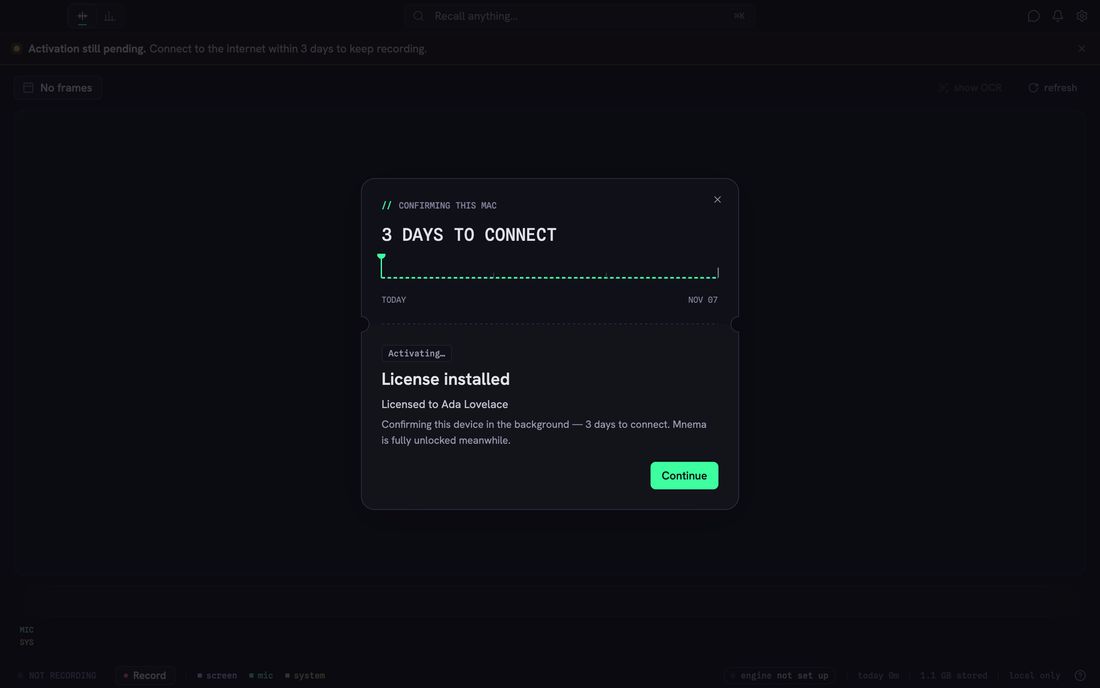 Recall anything… ⌘K
Activation still pending. Connect to the internet within 3 days to keep recording.
No frames
show OCR
refresh
// CONFIRMING THIS MAC
3 DAYS TO CONNECT
TODAY
NOV 07
Activating…
License installed
Licensed to Ada Lovelace
Confirming this device in the background — 3 days to connect. Mnema
is fully unlocked meanwhile.
Continue
MIC
SYS
NOT RECORDING
Record
screen
mic
system
engine not set up
today 0m
1.1 GB stored
local only